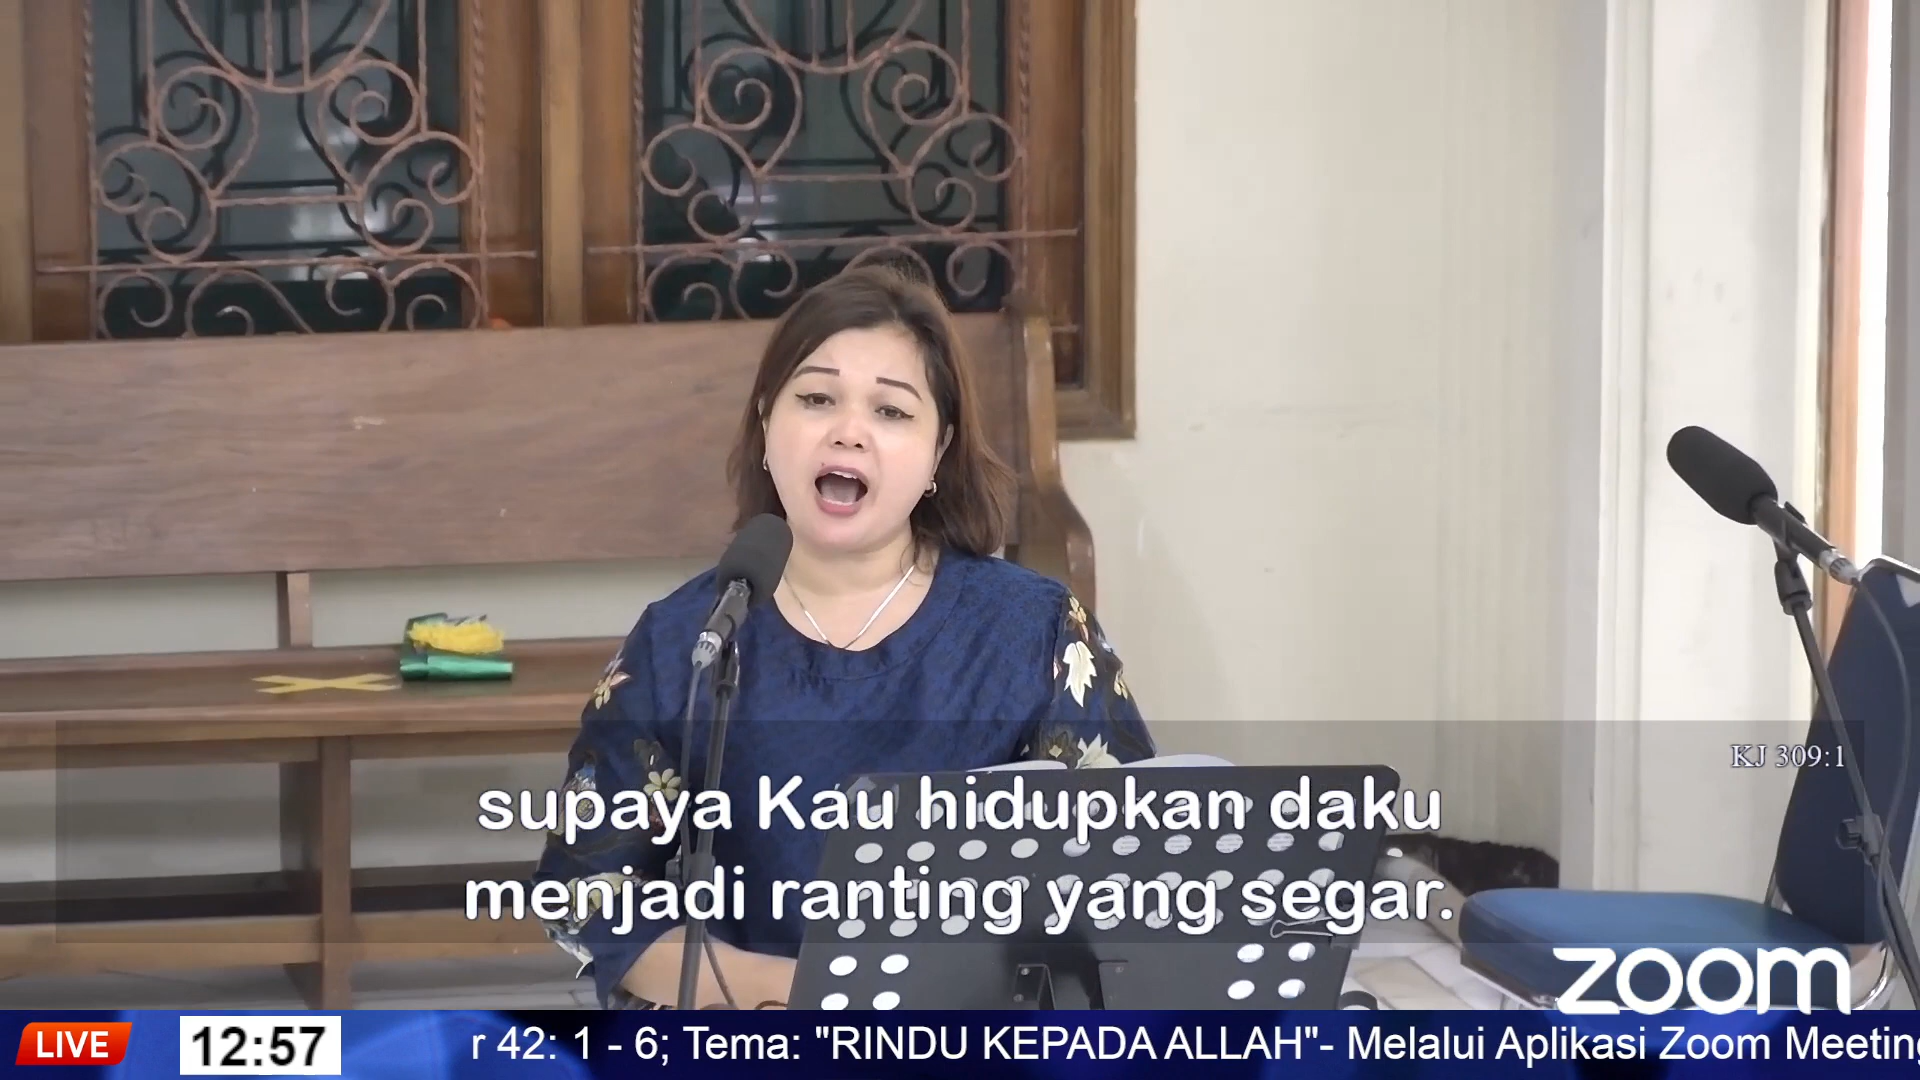 KJ 309:1
supaya Kau hidupkan daku
menjadi ranting yang segar.
zoom
LIVE
12:57
r 42: 1 - 6; Tema: "RINDU KEPADA ALLAH"- Melalui Aplikasi Zoom Meeting